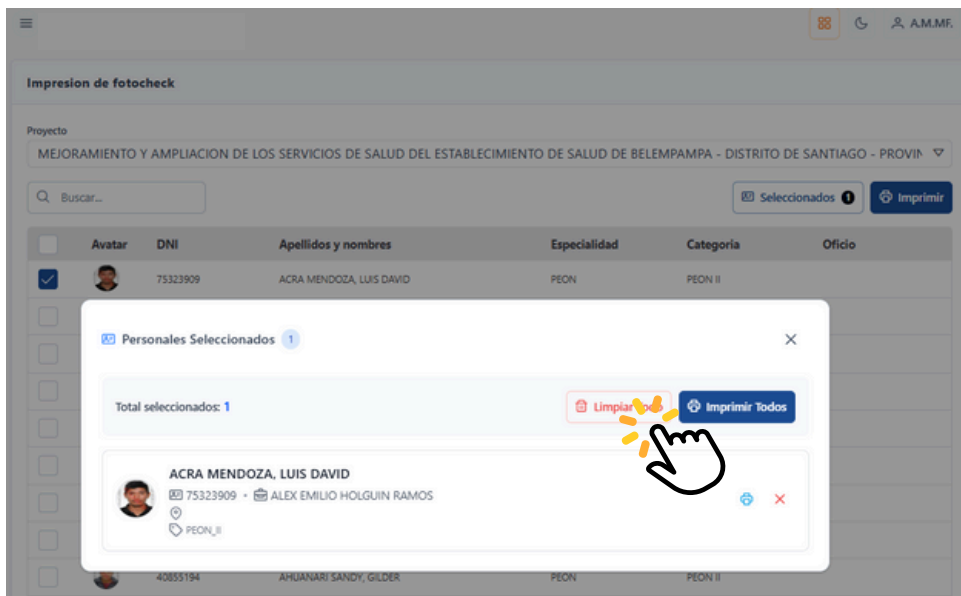 A.M.MF.
Impresion de fotocheck
Proyecto
MEJORAMIENTO Y AMPLIACION DE LOS SERVICIOS DE SALUD DEL ESTABLECIMIENTO DE SALUD DE BELEMPAMPA - DISTRITO DE SANTIAGO - PROVIN
Buscar... Seleccionados 1 Imprimir
Avatar DNI Apellidos y nombres Especialidad Categoria Oficio
75323909 ACRA MENDOZA, LUIS DAVID PEON PEON II
Personales Seleccionados 1
Total seleccionados: 1 Limpiar Todo Imprimir Todos
ACRA MENDOZA, LUIS DAVID
75323909 • ALEX EMILIO HOLGUIN RAMOS
PEON_II
40855194 AHUANARI SANDY, GILDER PEON PEON II